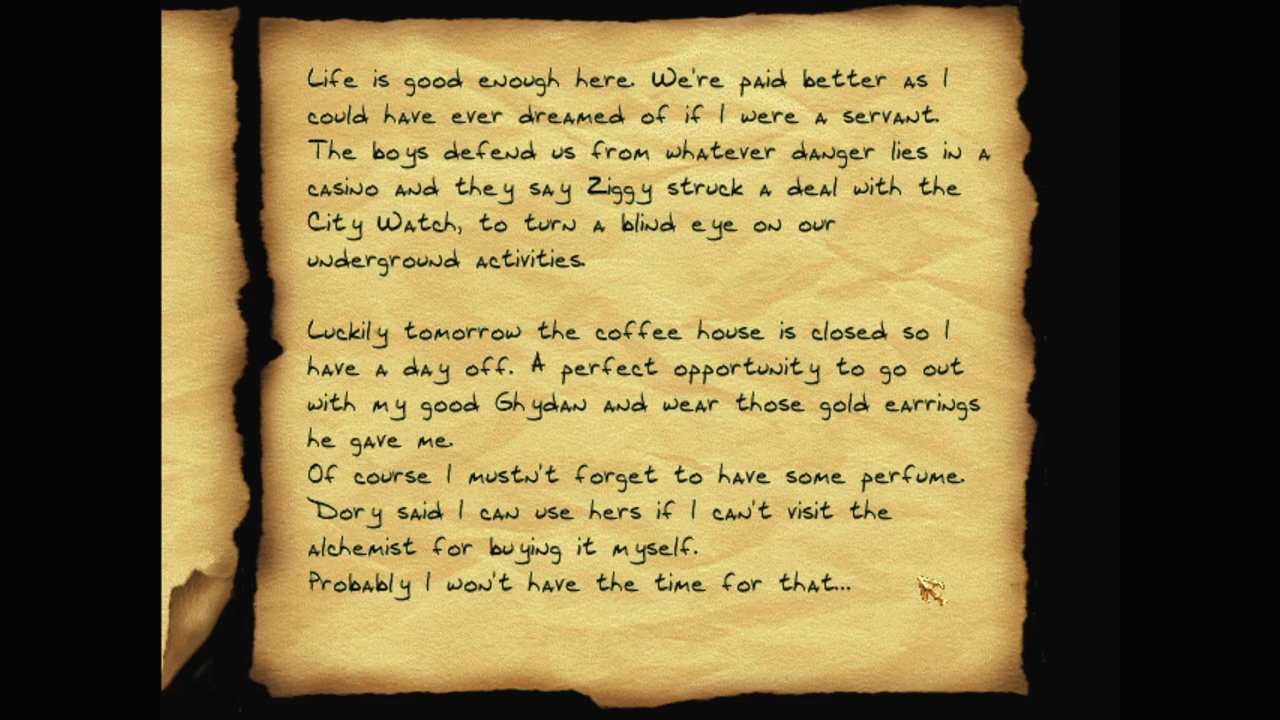 Life is good enough here. We're paid better as I
could have ever dreamed of if I were a servant.
The boys defend us from whatever danger lies in a
casino and they say Ziggy struck a deal with the
City Watch, to turn a blind eye on our
underground activities.
Luckily tomorrow the coffee house is closed so I
have a day off. A perfect opportunity to go out
with my good Ghydan and wear those gold earrings
he gave me.
Of course I mustn't forget to have some perfume.
Dory said I can use hers if I can't visit the
alchemist for buying it myself.
Probably I won't have the time for that...